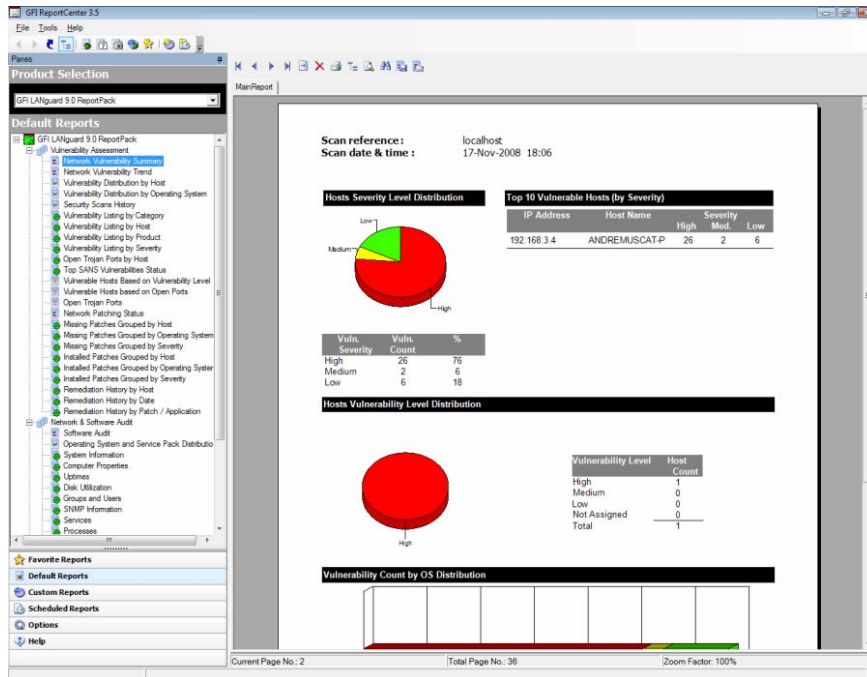 GFI ReportCenter 3.5
File Tools Help
Panes
Product Selection
GFI LANguard 9.0 ReportPack
Default Reports
GFI LANguard 9.0 ReportPack
Vulnerability Assessment
Network Vulnerability Summary
Network Vulnerability Trend
Vulnerability Distribution by Host
Vulnerability Distribution by Operating System
Security Scans History
Vulnerability Listing by Category
Vulnerability Listing by Host
Vulnerability Listing by Product
Vulnerability Listing by Severity
Open Trojan Ports by Host
Top SANS Vulnerabilities Status
Vulnerable Hosts Based on Vulnerability Level
Vulnerable Hosts based on Open Ports
Open Trojan Ports
Network Patching Status
Missing Patches Grouped by Host
Missing Patches Grouped by Operating System
Missing Patches Grouped by Severity
Installed Patches Grouped by Host
Installed Patches Grouped by Operating Syster
Installed Patches Grouped by Severity
Remediation History by Host
Remediation History by Date
Remediation History by Patch / Application
Network & Software Audit
Software Audit
Operating System and Service Pack Distributio
System Information
Computer Properties
Uptimes
Disk Utilization
Groups and Users
SNMP Information
Services
Processes
Favorite Reports
Default Reports
Custom Reports
Scheduled Reports
Options
Help
MainReport
Scan reference: localhost
Scan date & time: 17-Nov-2008 18:06
Hosts Severity Level Distribution
Low
Medium
High
Vuln. Severity Vuln. Count %
High 26 76
Medium 2 6
Low 6 18
Top 10 Vulnerable Hosts (by Severity)
IP Address Host Name Severity
High Med. Low
192.168.3.4 ANDREMUSCAT-P 26 2 6
Hosts Vulnerability Level Distribution
High
Vulnerability Level Host Count
High 1
Medium 0
Low 0
Not Assigned 0
Total 1
Vulnerability Count by OS Distribution
Current Page No.: 2 Total Page No.: 36 Zoom Factor: 100%